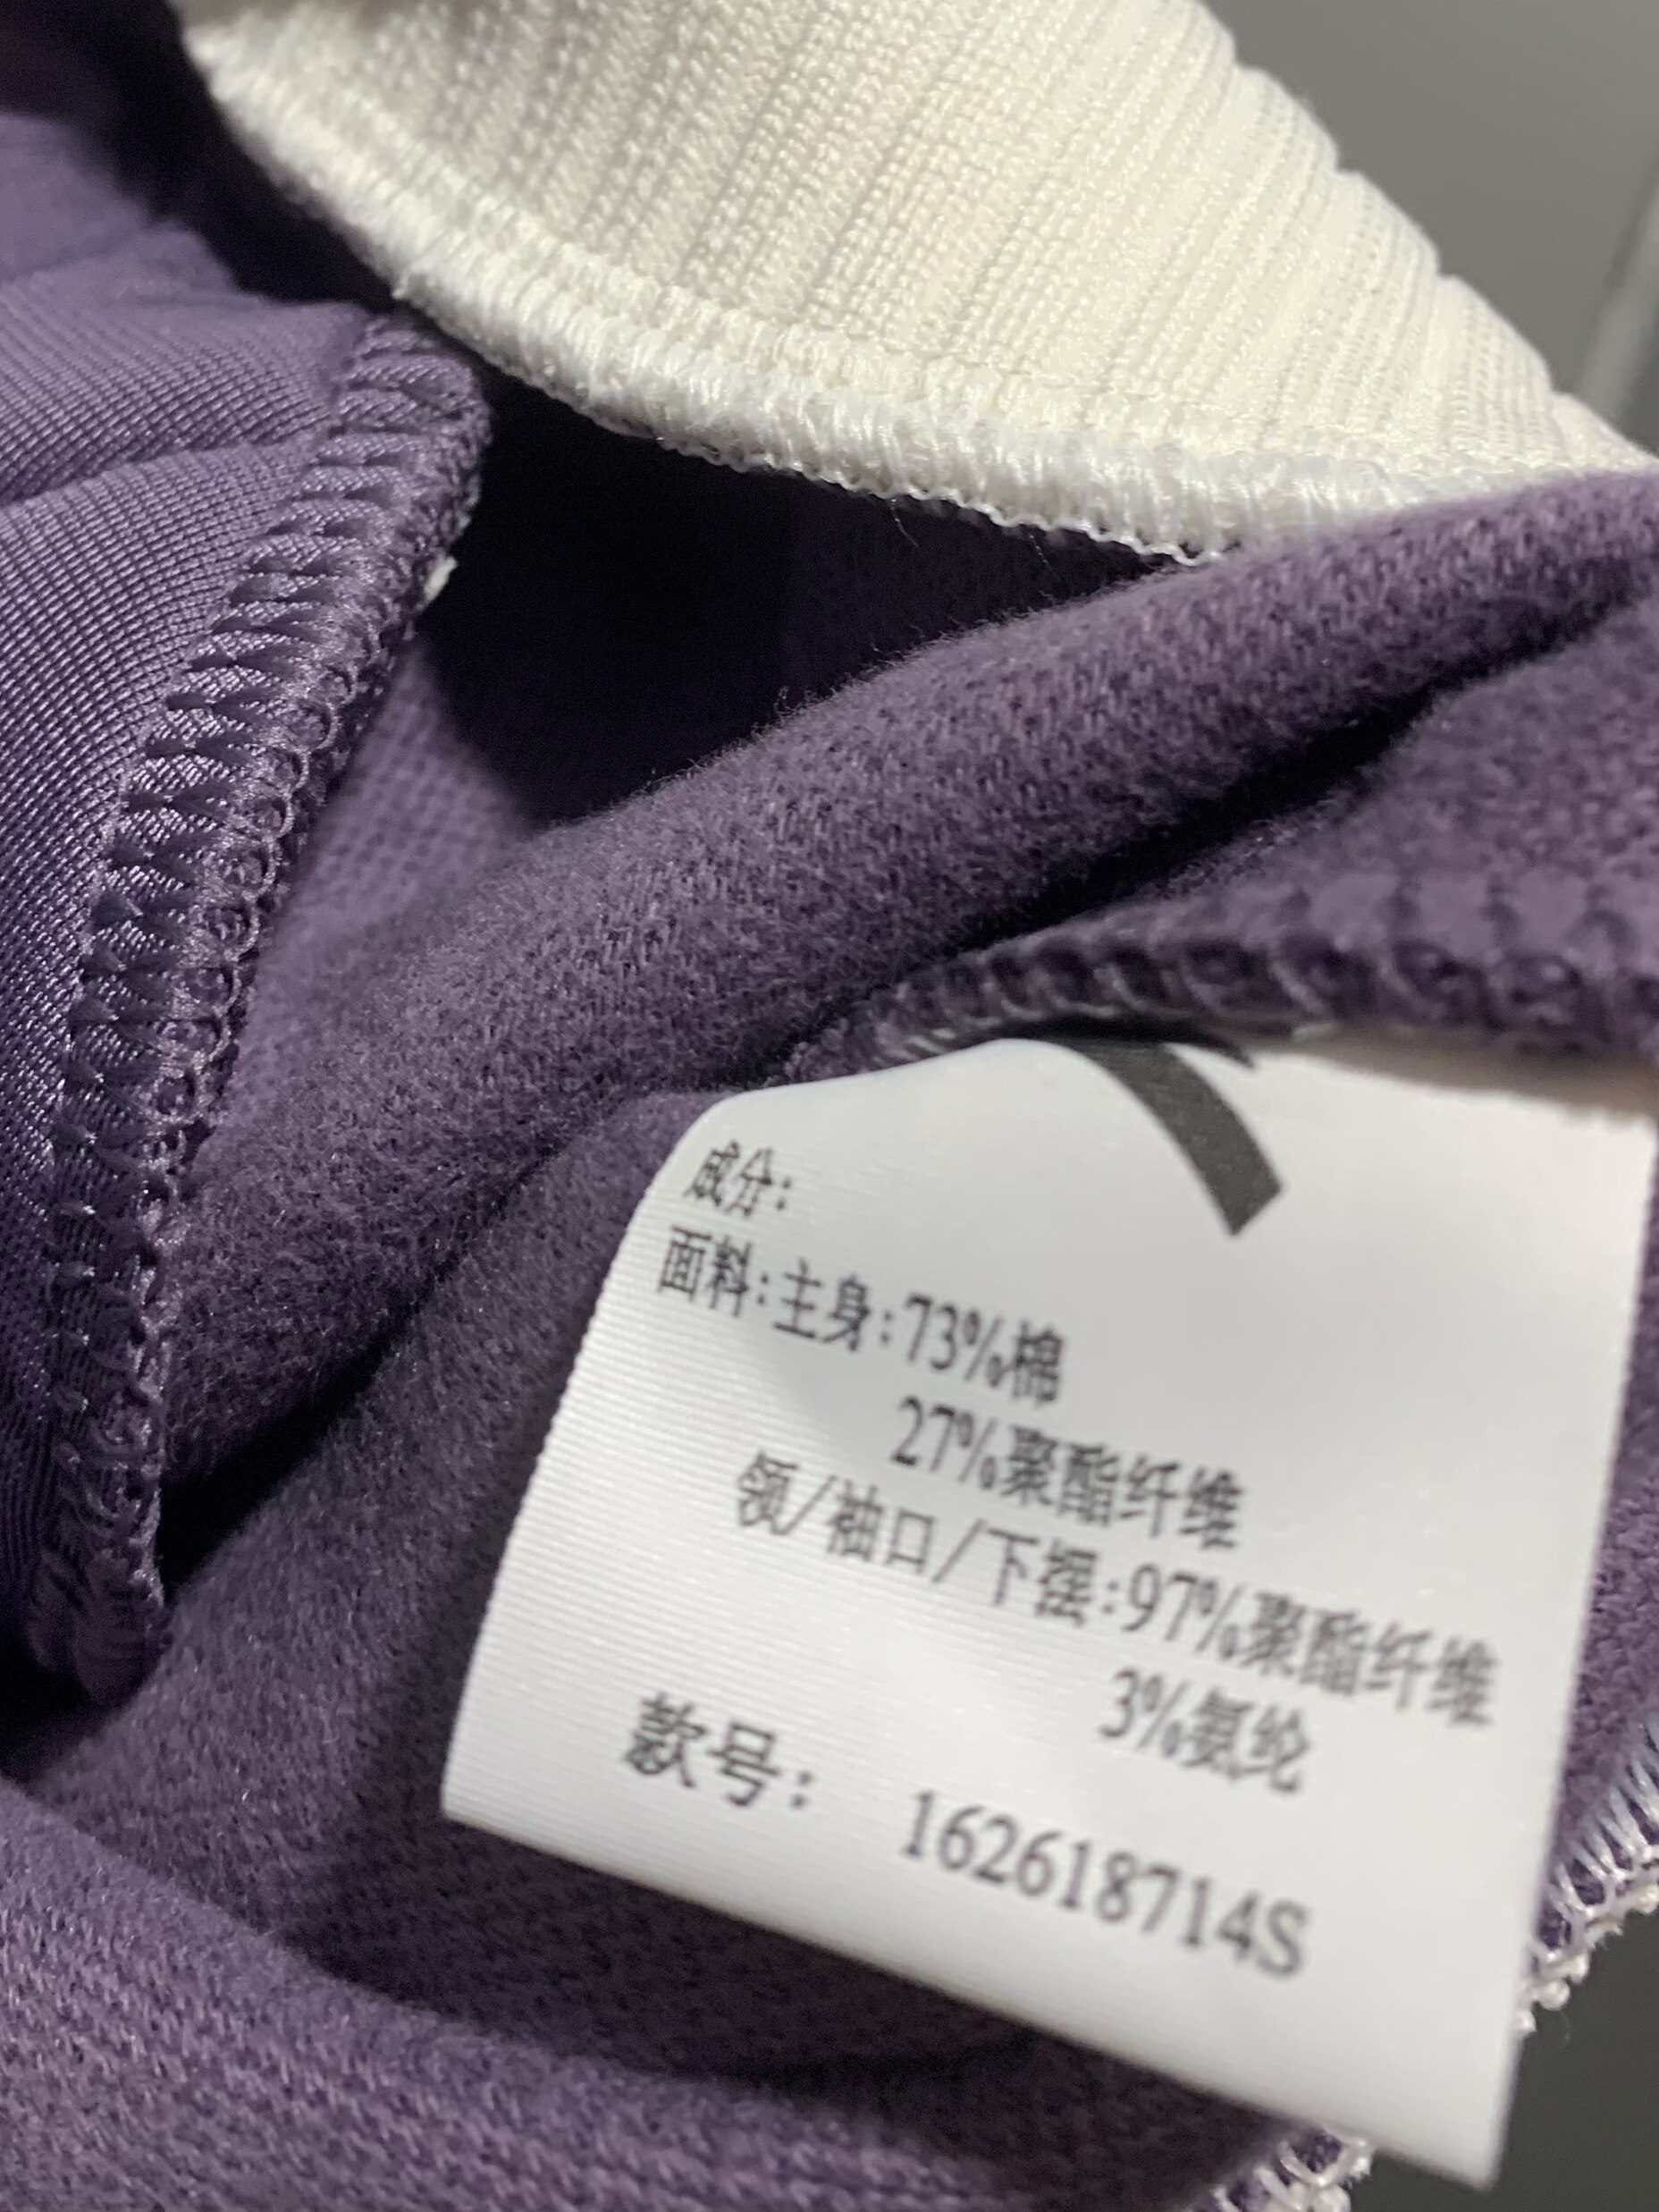 成分:
面料:主身:73%棉
27%聚酯纤维
领/袖口/下摆:97%聚酯纤维
3%氨纶
款号: 162618714S